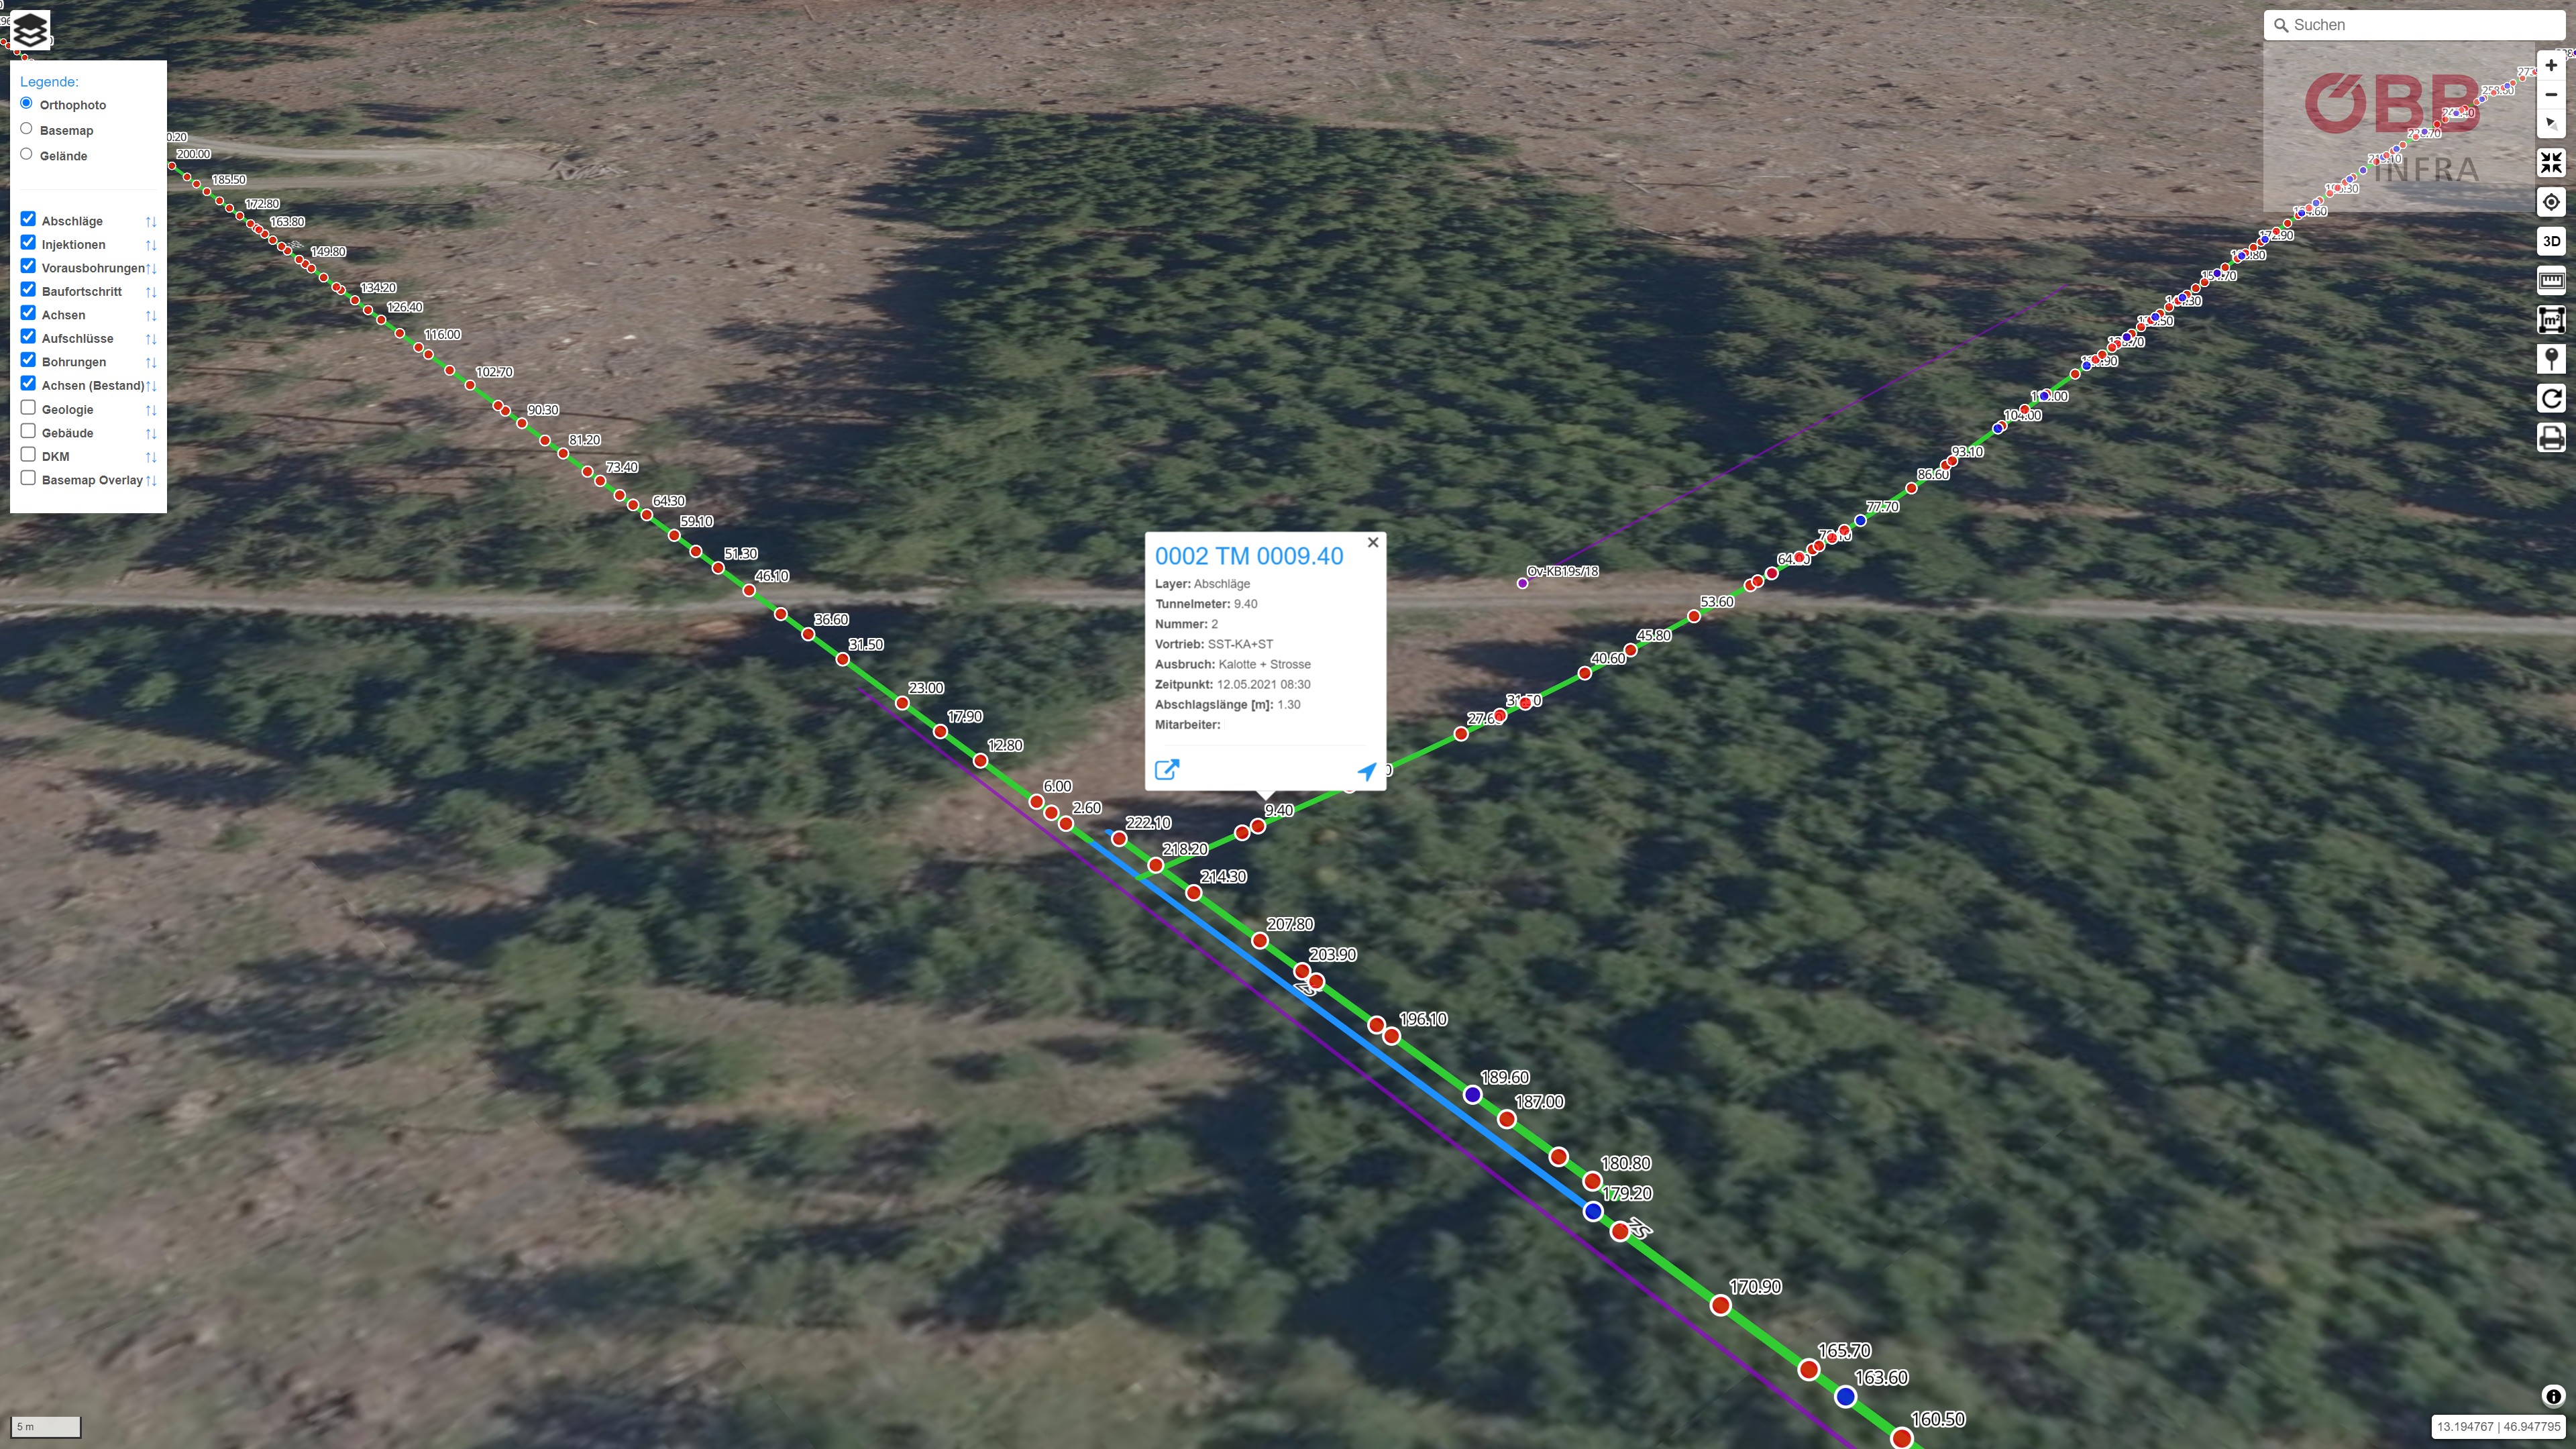 Suchen
Legende:
Orthophoto
Basemap
Gelände
Abschläge
Injektionen
Vorausbohrungen
Baufortschritt
Achsen
Aufschlüsse
Bohrungen
Achsen (Bestand)
Geologie
Gebäude
DKM
Basemap Overlay
ÖBB
INFRA
3D
m²
0.20
200.00
185.50
172.80
163.80
149.80
134.20
126.40
116.00
102.70
90.30
81.20
73.40
64.30
59.10
51.30
46.10
36.60
31.50
23.00
17.90
12.80
6.00
2.60
0002 TM 0009.40
Layer: Abschläge
Tunnelmeter: 9.40
Nummer: 2
Vortrieb: SST-KA+ST
Ausbruch: Kalotte + Strosse
Zeitpunkt: 12.05.2021 08:30
Abschlagslänge [m]: 1.30
Mitarbeiter:
Ov-KB19s/18
104.00
93.10
86.60
77.70
53.60
45.80
40.60
31.50
9.40
222.10
218.20
214.30
207.80
203.90
196.10
189.60
187.00
180.80
179.20
75
170.90
165.70
163.60
160.50
5 m
13.194767 | 46.947795